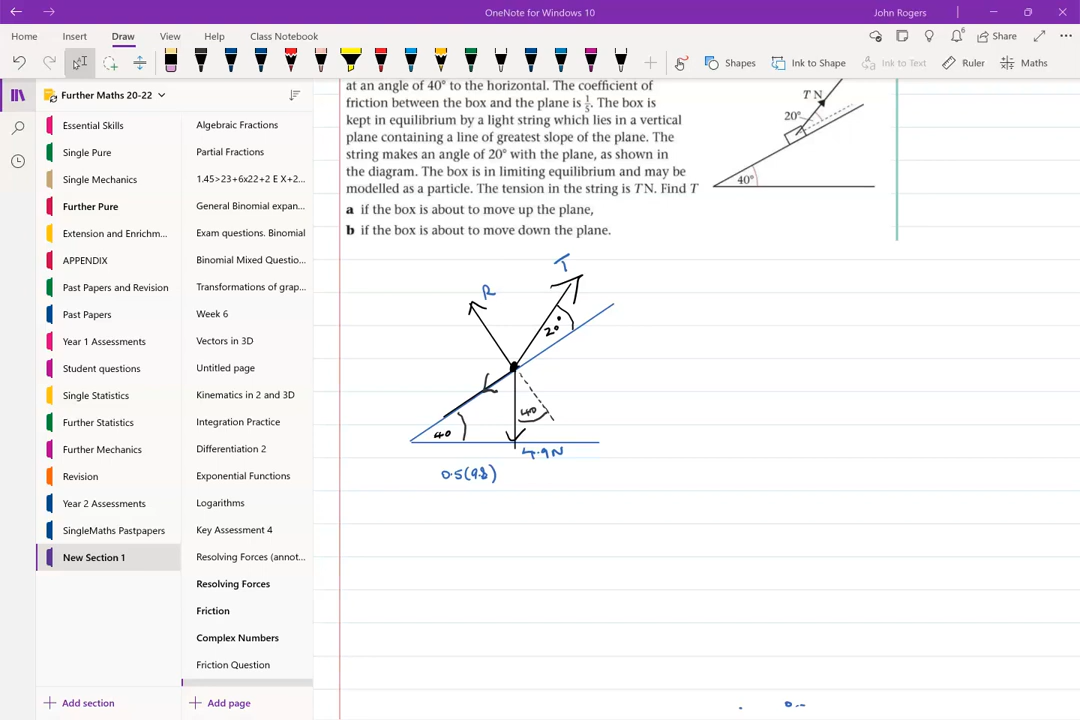 OneNote for Windows 10
John Rogers
Home Insert Draw View Help Class Notebook
Share
Shapes Ink to Shape Ink to Text Ruler Maths
Further Maths 20-22
Essential Skills
Single Pure
Single Mechanics
Further Pure
Extension and Enrichm...
APPENDIX
Past Papers and Revision
Past Papers
Year 1 Assessments
Student questions
Single Statistics
Further Statistics
Further Mechanics
Revision
Year 2 Assessments
SingleMaths Pastpapers
New Section 1
Add section
Algebraic Fractions
Partial Fractions
1.45>23+6x22+2 E X+2...
General Binomial expan...
Exam questions. Binomial
Binomial Mixed Questio...
Transformations of grap...
Week 6
Vectors in 3D
Untitled page
Kinematics in 2 and 3D
Integration Practice
Differentiation 2
Exponential Functions
Logarithms
Key Assessment 4
Resolving Forces (annot...
Resolving Forces
Friction
Complex Numbers
Friction Question
Add page
at an angle of 40° to the horizontal. The coefficient of
friction between the box and the plane is 1/5. The box is
kept in equilibrium by a light string which lies in a vertical
plane containing a line of greatest slope of the plane. The
string makes an angle of 20° with the plane, as shown in
the diagram. The box is in limiting equilibrium and may be
modelled as a particle. The tension in the string is T N. Find T
a if the box is about to move up the plane,
b if the box is about to move down the plane.
T N
20°
40°
T
R
20°
40
40
4.9N
0.5(9.8)